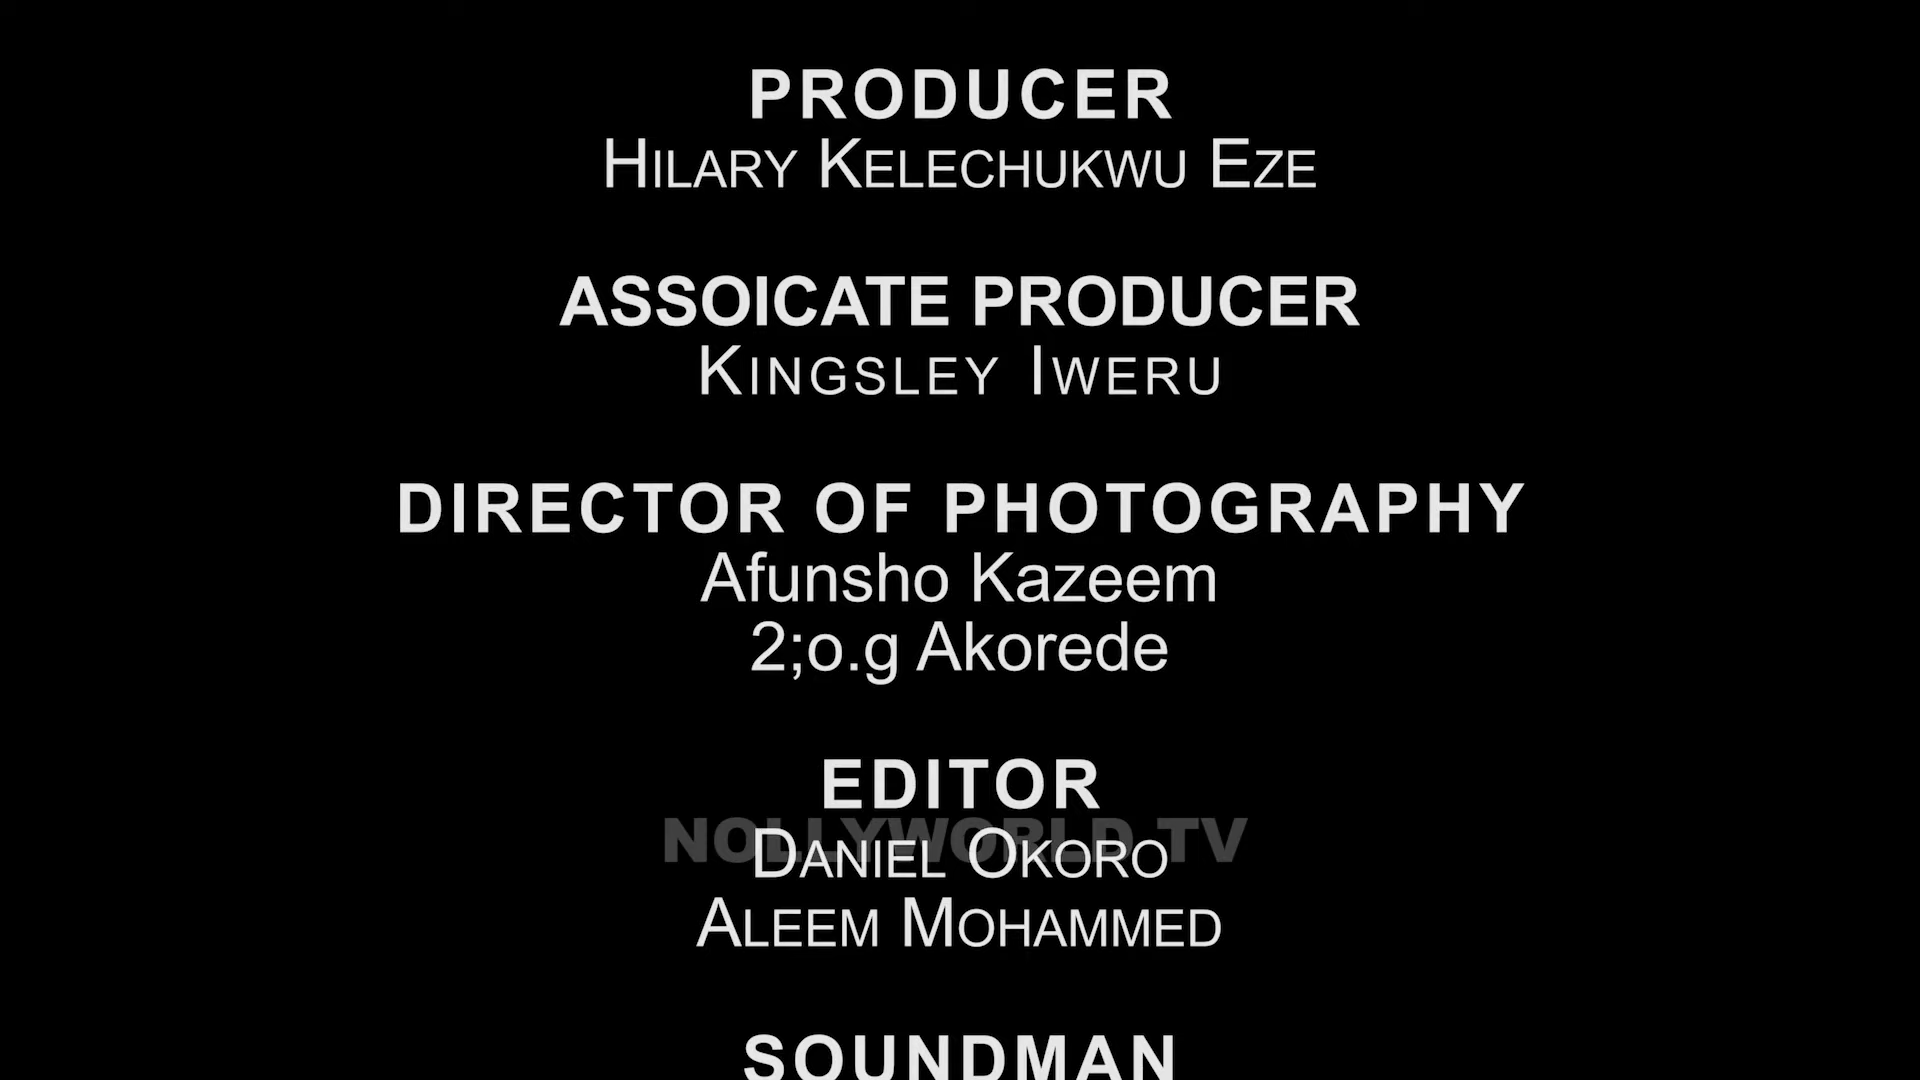 PRODUCER
HILARY KELECHUKWU EZE
ASSOICATE PRODUCER
KINGSLEY IWERU
DIRECTOR OF PHOTOGRAPHY
Afunsho Kazeem
2;o.g Akorede
EDITOR
NOLLYWORLD.TV
DANIEL OKORO
ALEEM MOHAMMED
SOUNDMAN